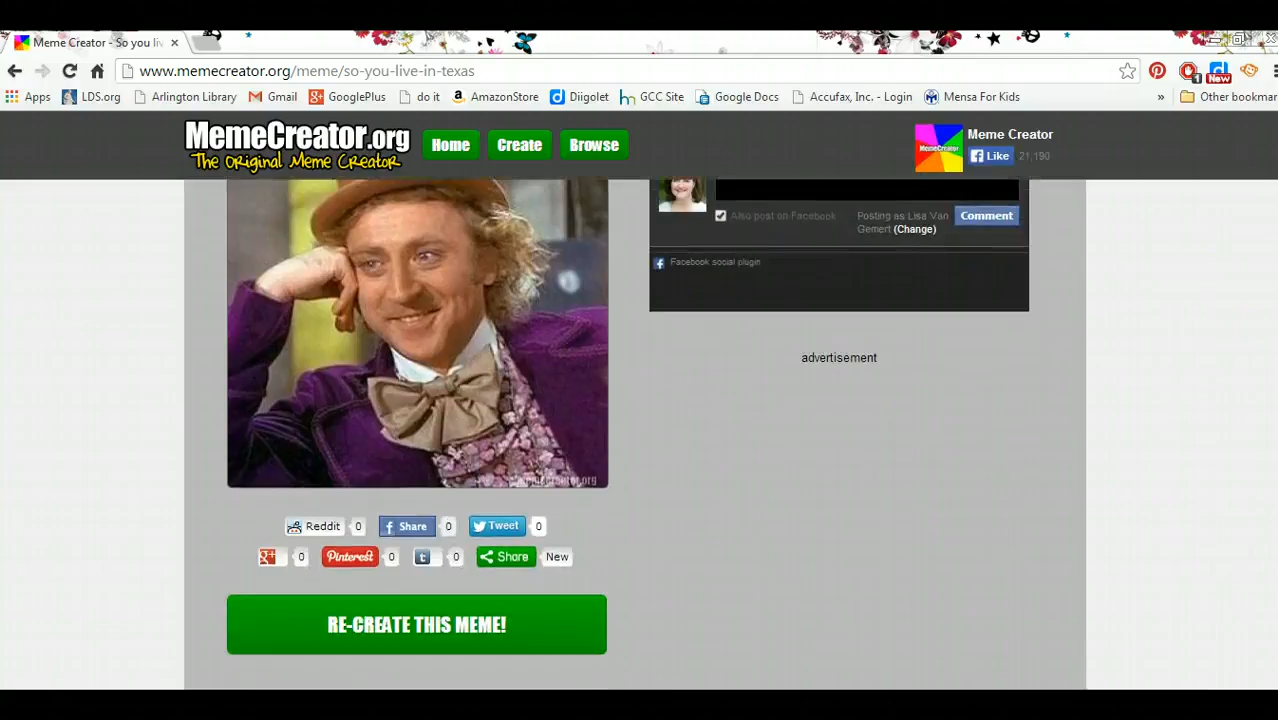 Meme Creator - So you li
www.memecreator.org/meme/so-you-live-in-texas
New
Apps LDS.org Arlington Library Gmail GooglePlus do it AmazonStore Diigolet GCC Site Google Docs Accufax, Inc. - Login Mensa For Kids » Other bookmar
MemeCreator.org
The Original Meme Creator
Home Create Browse
MemeCreator
Meme Creator
Like 21,190
Also post on Facebook
Posting as Lisa Van
Gemert (Change)
Comment
Facebook social plugin
advertisement
Reddit 0 Share 0 Tweet 0
0 Pinterest 0 t 0 Share New
RE-CREATE THIS MEME!